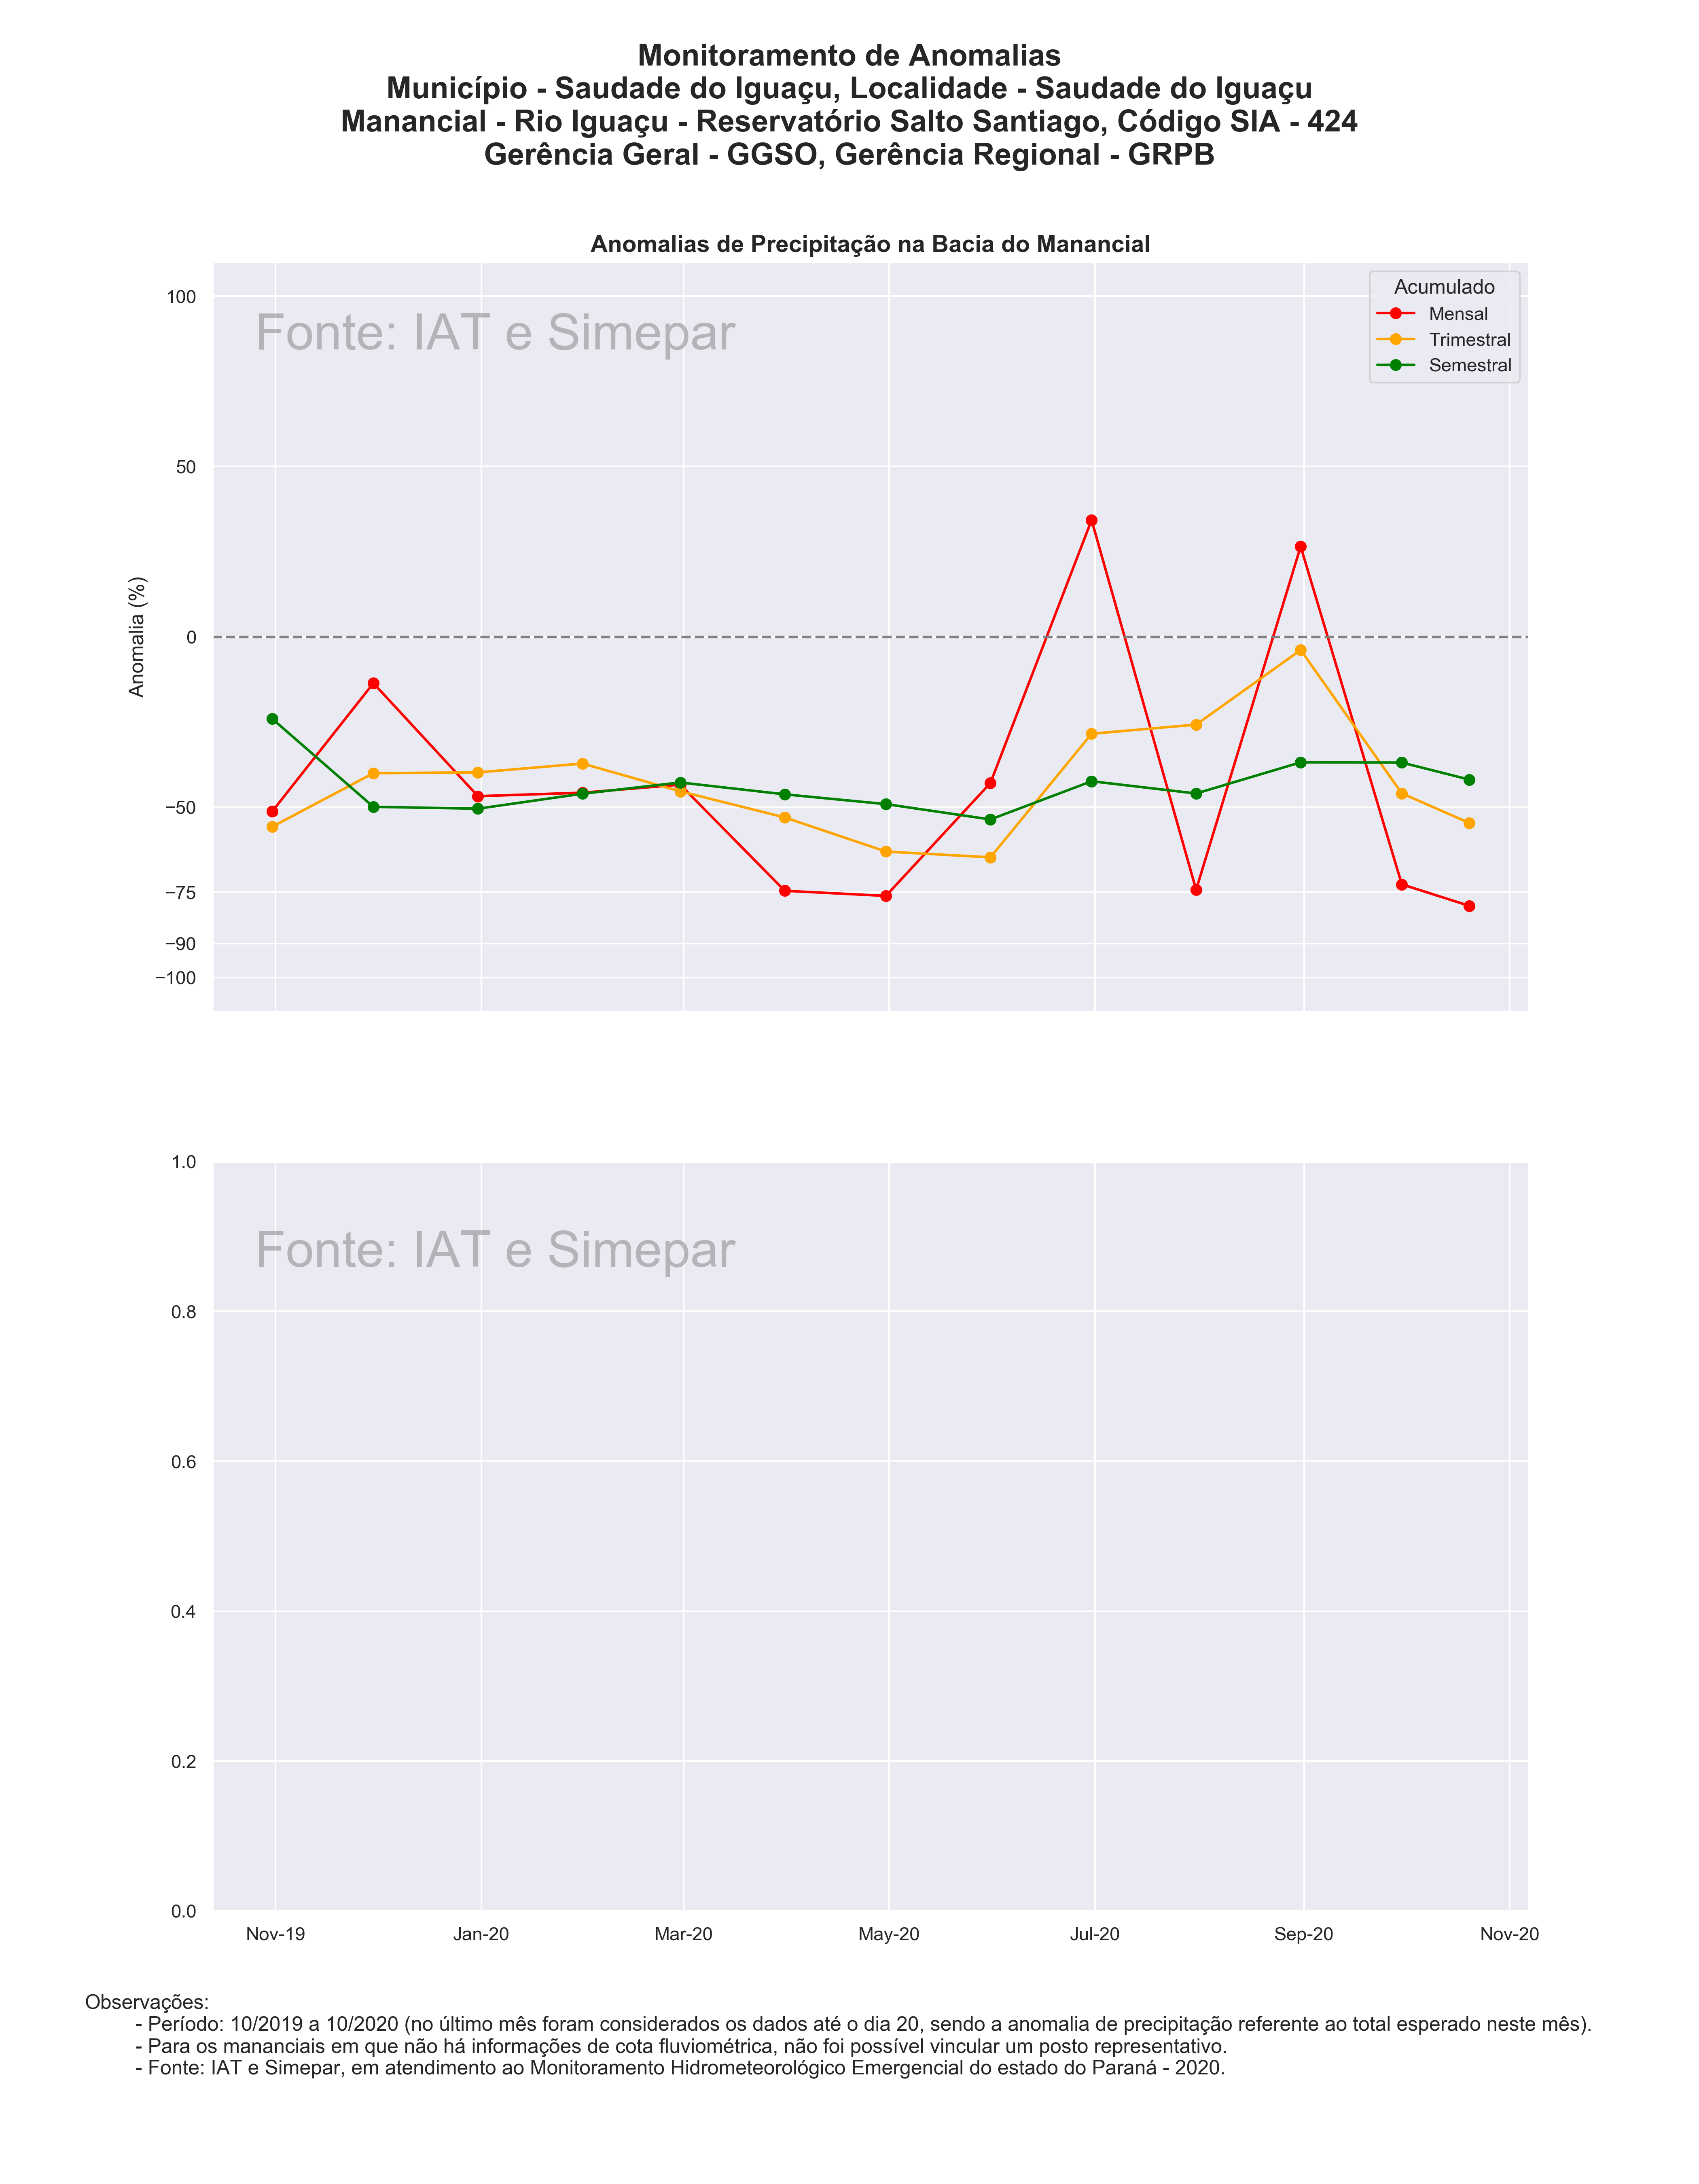 Monitoramento de Anomalias
Município - Saudade do Iguaçu, Localidade - Saudade do Iguaçu
Manancial - Rio Iguaçu - Reservatório Salto Santiago, Código SIA - 424
Gerência Geral - GGSO, Gerência Regional - GRPB
Anomalias de Precipitação na Bacia do Manancial
Fonte: IAT e Simepar
Acumulado
Mensal
Trimestral
Semestral
Anomalia (%)
100
50
0
−50
−75
−90
−100
Fonte: IAT e Simepar
1.0
0.8
0.6
0.4
0.2
0.0
Nov-19 Jan-20 Mar-20 May-20 Jul-20 Sep-20 Nov-20
Observações:
- Período: 10/2019 a 10/2020 (no último mês foram considerados os dados até o dia 20, sendo a anomalia de precipitação referente ao total esperado neste mês).
- Para os mananciais em que não há informações de cota fluviométrica, não foi possível vincular um posto representativo.
- Fonte: IAT e Simepar, em atendimento ao Monitoramento Hidrometeorológico Emergencial do estado do Paraná - 2020.